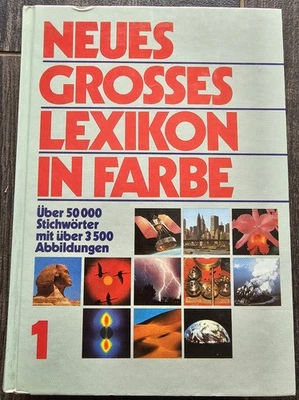 NEUES
GROSSES
LEXIKON
IN FARBE
Über 50 000
Stichwörter
mit über 3 500
Abbildungen
1